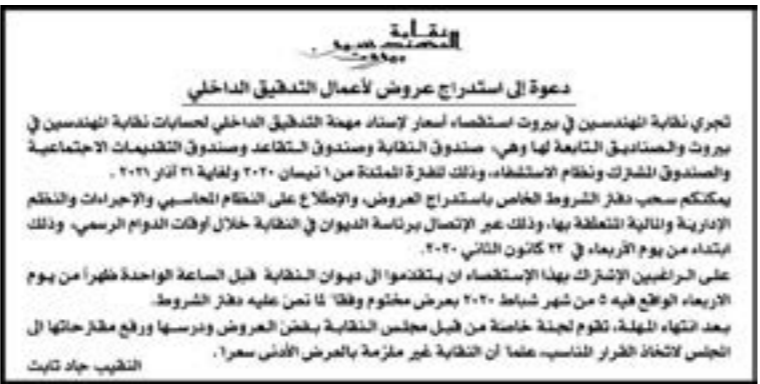 نقابة
المهندسين
بيروت
دعوة إلى استدراج عروض لأعمال التدقيق الداخلي
تجري نقابة المهندسين في بيروت استقصاء أسعار لإسناد مهمة التدقيق الداخلي لحسابات نقابة المهندسين في
بيروت والصناديق التابعة لها وهي، صندوق النقابة وصندوق التقاعد وصندوق التقديمات الاجتماعية
والصندوق المشترك ونظام الاستشفاء، وذلك للفترة الممتدة من ١ نيسان ٢٠٢٠ ولغاية ٣١ آذار ٢٠٢١ .
يمكنكم سحب دفتر الشروط الخاص باستدراج العروض، والإطلاع على النظام المحاسبي والإجراءات والنظم
الإدارية والمالية المتعلقة بها، وذلك عبر الإتصال برئاسة الديوان في النقابة خلال أوقات الدوام الرسمي، وذلك
ابتداء من يوم الأربعاء في ٢٢ كانون الثاني ٢٠٢٠.
على الراغبين الإشتراك بهذا الإستقصاء ان يتقدموا الى ديوان النقابة قبل الساعة الواحدة ظهراً من يوم
الاربعاء الواقع فيه ٥ من شهر شباط ٢٠٢٠ بعرض مختوم وفقاً لما نصّ عليه دفتر الشروط.
بعد انتهاء المهلة، تقوم لجنة خاصة من قبل مجلس النقابة بفض العروض ودرسها ورفع مقترحاتها الى
المجلس لاتخاذ القرار المناسب، علما أن النقابة غير ملزمة بالعرض الأدنى سعرا .
النقيب جاد تابت